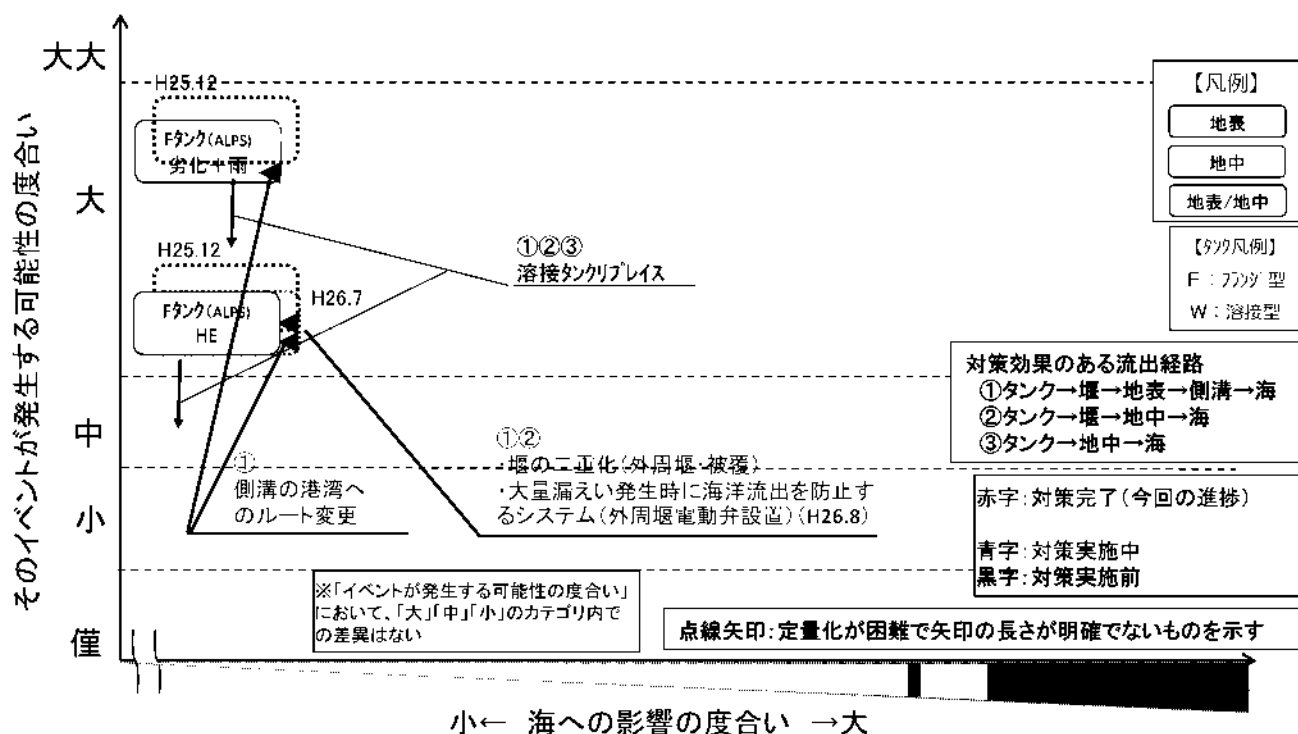 そのイベントが発生する可能性の度合い
大大
大
中
小
僅
H25.12
Fタンク(ALPS)
劣化＋雨
H25.12
Fタンク(ALPS)
HE
H26.7
①②③
溶接タンクリプレイス
①
側溝の港湾へ
のルート変更
①②
・堰の二重化(外周堰・被覆)
・大量漏えい発生時に海洋流出を防止す
るシステム(外周堰電動弁設置)(H26.8)
【凡例】
地表
地中
地表/地中
【タンク凡例】
F：フランジ型
W：溶接型
対策効果のある流出経路
①タンク→堰→地表→側溝→海
②タンク→堰→地中→海
③タンク→地中→海
赤字：対策完了(今回の進捗)
青字：対策実施中
黒字：対策実施前
※「イベントが発生する可能性の度合い」
において、「大」「中」「小」のカテゴリ内で
の差異はない
点線矢印：定量化が困難で矢印の長さが明確でないものを示す
小← 海への影響の度合い →大